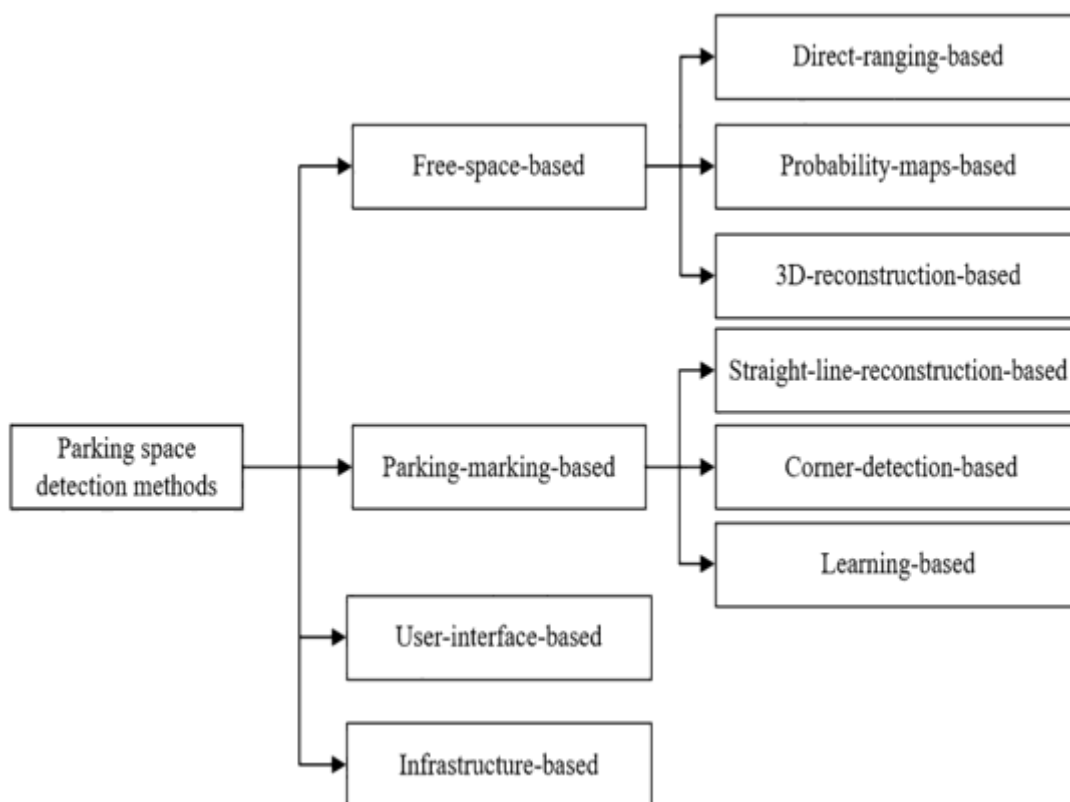 Direct-ranging-based
Free-space-based
Probability-maps-based
3D-reconstruction-based
Straight-line-reconstruction-based
Parking space
detection methods
Parking-marking-based
Corner-detection-based
Learning-based
User-interface-based
Infrastructure-based